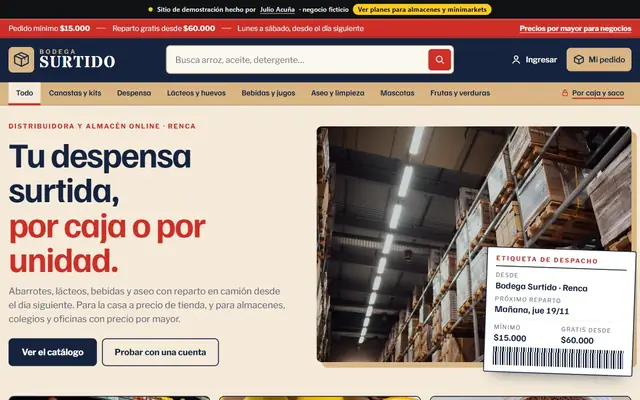 Sitio de demostración hecho por Julio Acuña · negocio ficticio Ver planes para almacenes y minimarkets
Pedido mínimo $15.000 — Reparto gratis desde $60.000 — Lunes a sábado, desde el día siguiente Precios por mayor para negocios
BODEGA
SURTIDO
Busca arroz, aceite, detergente...
Ingresar
Mi pedido
Todo Canastas y kits Despensa Lácteos y huevos Bebidas y jugos Aseo y limpieza Mascotas Frutas y verduras Por caja y saco
DISTRIBUIDORA Y ALMACÉN ONLINE · RENCA
Tu despensa
surtida,
por caja o por
unidad.
Abarrotes, lácteos, bebidas y aseo con reparto en camión desde
el día siguiente. Para la casa a precio de tienda, y para almacenes,
colegios y oficinas con precio por mayor.
Ver el catálogo
Probar con una cuenta
ETIQUETA DE DESPACHO
DESDE
Bodega Surtido · Renca
PRÓXIMO REPARTO
Mañana, jue 19/11
MÍNIMO GRATIS DESDE
$15.000 $60.000